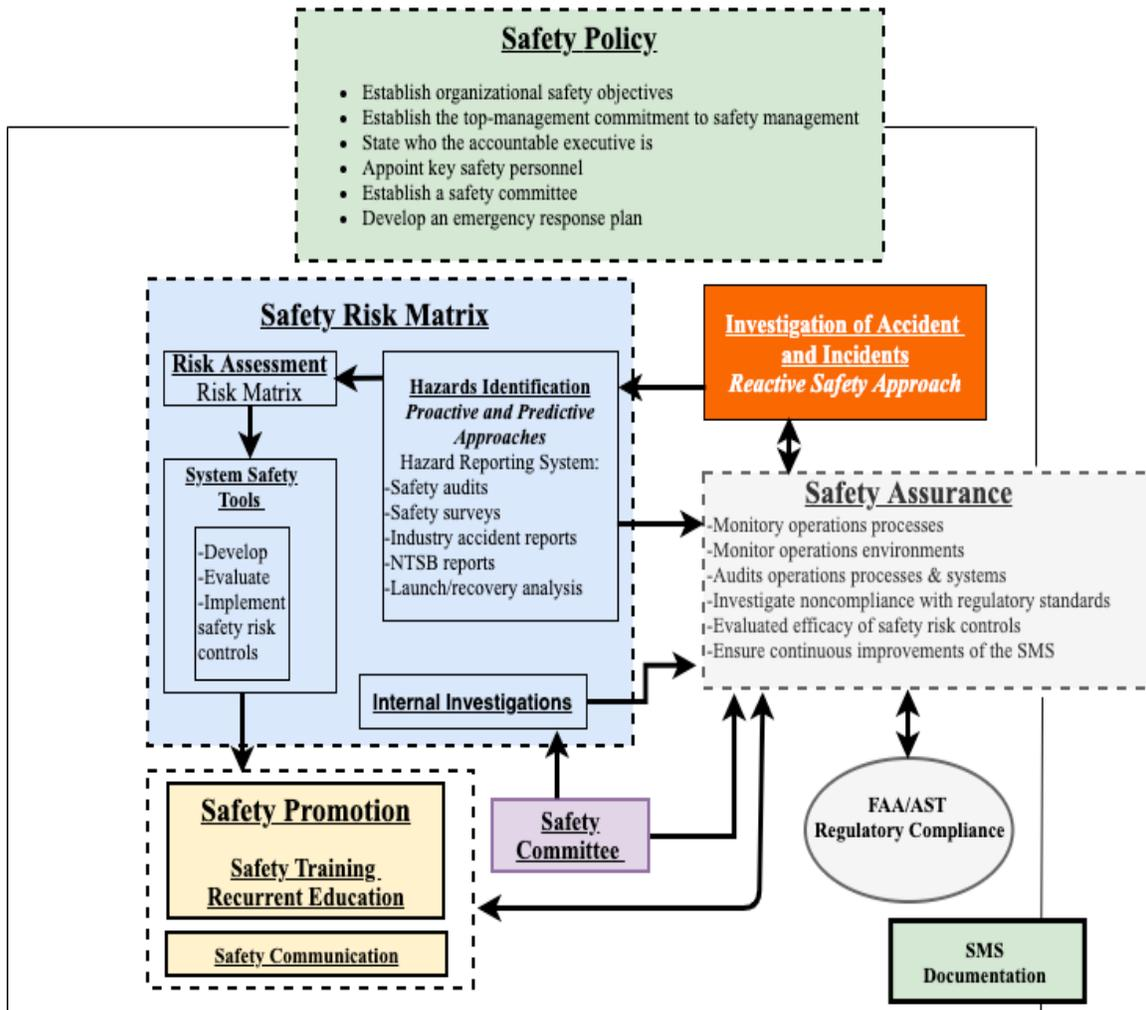 Safety Policy
• Establish organizational safety objectives
• Establish the top-management commitment to safety management
• State who the accountable executive is
• Appoint key safety personnel
• Establish a safety committee
• Develop an emergency response plan
Safety Risk Matrix
Risk Assessment
Risk Matrix
System Safety
Tools
-Develop
-Evaluate
-Implement
safety risk
controls
Hazards Identification
Proactive and Predictive
Approaches
Hazard Reporting System:
-Safety audits
-Safety surveys
-Industry accident reports
-NTSB reports
-Launch/recovery analysis
Internal Investigations
Investigation of Accident
and Incidents
Reactive Safety Approach
Safety Assurance
-Monitory operations processes
-Monitor operations environments
-Audits operations processes & systems
-Investigate noncompliance with regulatory standards
-Evaluated efficacy of safety risk controls
-Ensure continuous improvements of the SMS
Safety Promotion
Safety Training
Recurrent Education
Safety Communication
Safety
Committee
FAA/AST
Regulatory Compliance
SMS
Documentation